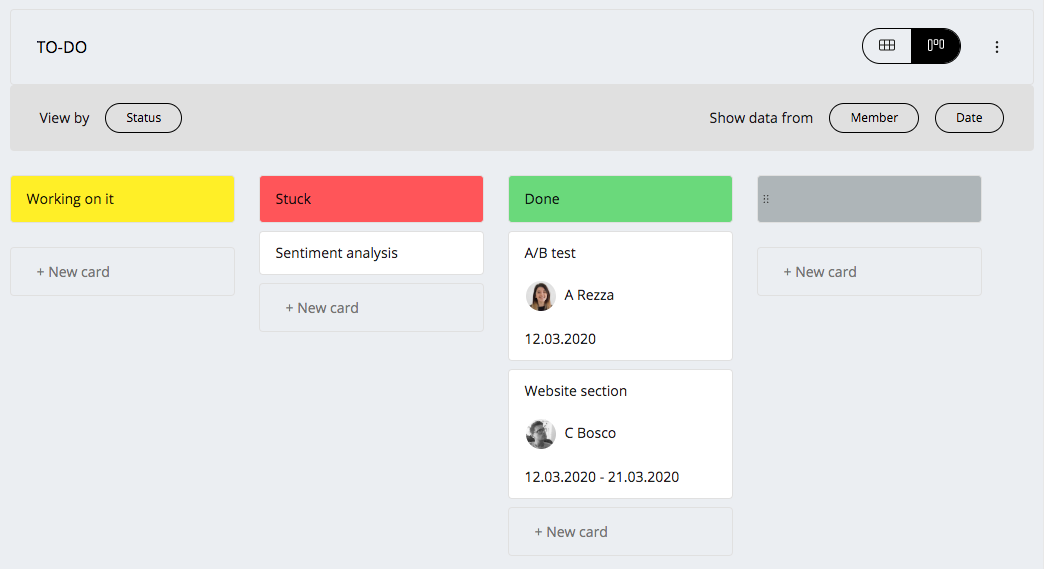 TO-DO
View by Status Show data from Member Date
Working on it
+ New card
Stuck
Sentiment analysis
+ New card
Done
A/B test
A Rezza
12.03.2020
Website section
C Bosco
12.03.2020 - 21.03.2020
+ New card
+ New card